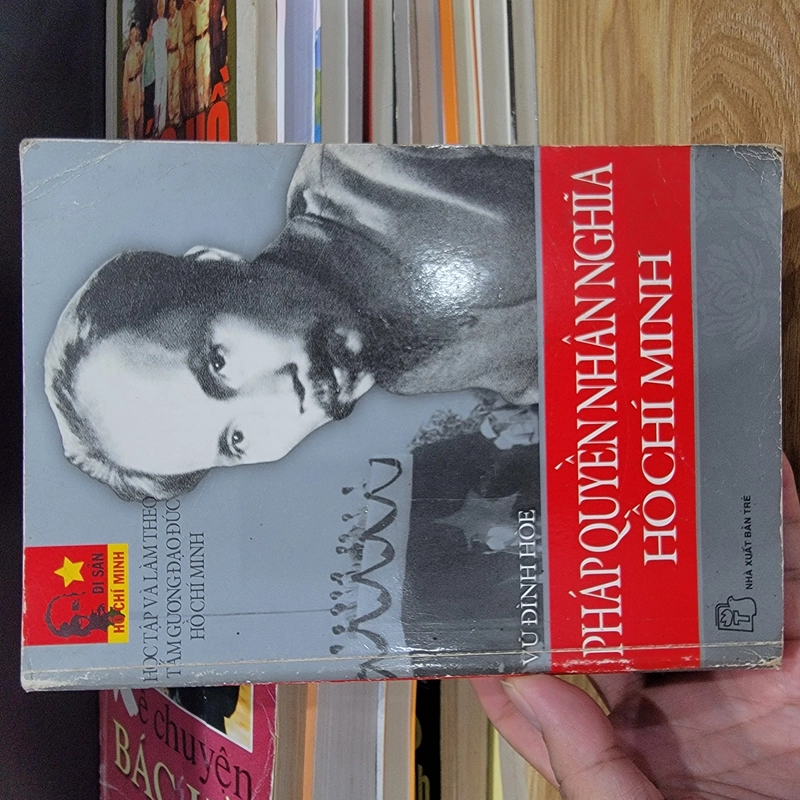 DI SẢN
HỒ CHÍ MINH
HỌC TẬP VÀ LÀM THEO
TẤM GƯƠNG ĐẠO ĐỨC
HỒ CHÍ MINH
VŨ ĐÌNH HÒE
PHÁP QUYỀN NHÂN NGHĨA
HỒ CHÍ MINH
NHÀ XUẤT BẢN TRẺ
ể chuyện
BÁC